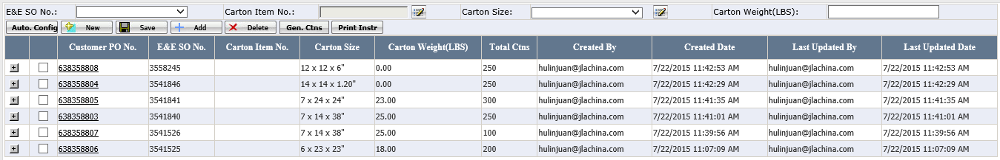 E&E SO No.: Carton Item No.: Carton Size: Carton Weight(LBS):
Auto. Config New Save Add Delete Gen. Ctns Print Instr
Customer PO No. E&E SO No. Carton Item No. Carton Size Carton Weight(LBS) Total Ctns Created By Created Date Last Updated By Last Updated Date
638358808 3558245 12 x 12 x 6" 0.00 250 hulinjuan@jlachina.com 7/22/2015 11:42:53 AM hulinjuan@jlachina.com 7/22/2015 11:42:53 AM
638358804 3541846 14 x 14 x 1.20" 0.00 250 hulinjuan@jlachina.com 7/22/2015 11:42:29 AM hulinjuan@jlachina.com 7/22/2015 11:42:29 AM
638358805 3541841 7 x 24 x 24" 23.00 300 hulinjuan@jlachina.com 7/22/2015 11:41:35 AM hulinjuan@jlachina.com 7/22/2015 11:41:35 AM
638358803 3541840 7 x 14 x 38" 25.00 250 hulinjuan@jlachina.com 7/22/2015 11:41:01 AM hulinjuan@jlachina.com 7/22/2015 11:41:01 AM
638358807 3541526 7 x 14 x 38" 25.00 100 hulinjuan@jlachina.com 7/22/2015 11:39:56 AM hulinjuan@jlachina.com 7/22/2015 11:39:56 AM
638358806 3541525 6 x 23 x 23" 18.00 200 hulinjuan@jlachina.com 7/22/2015 11:07:09 AM hulinjuan@jlachina.com 7/22/2015 11:07:09 AM